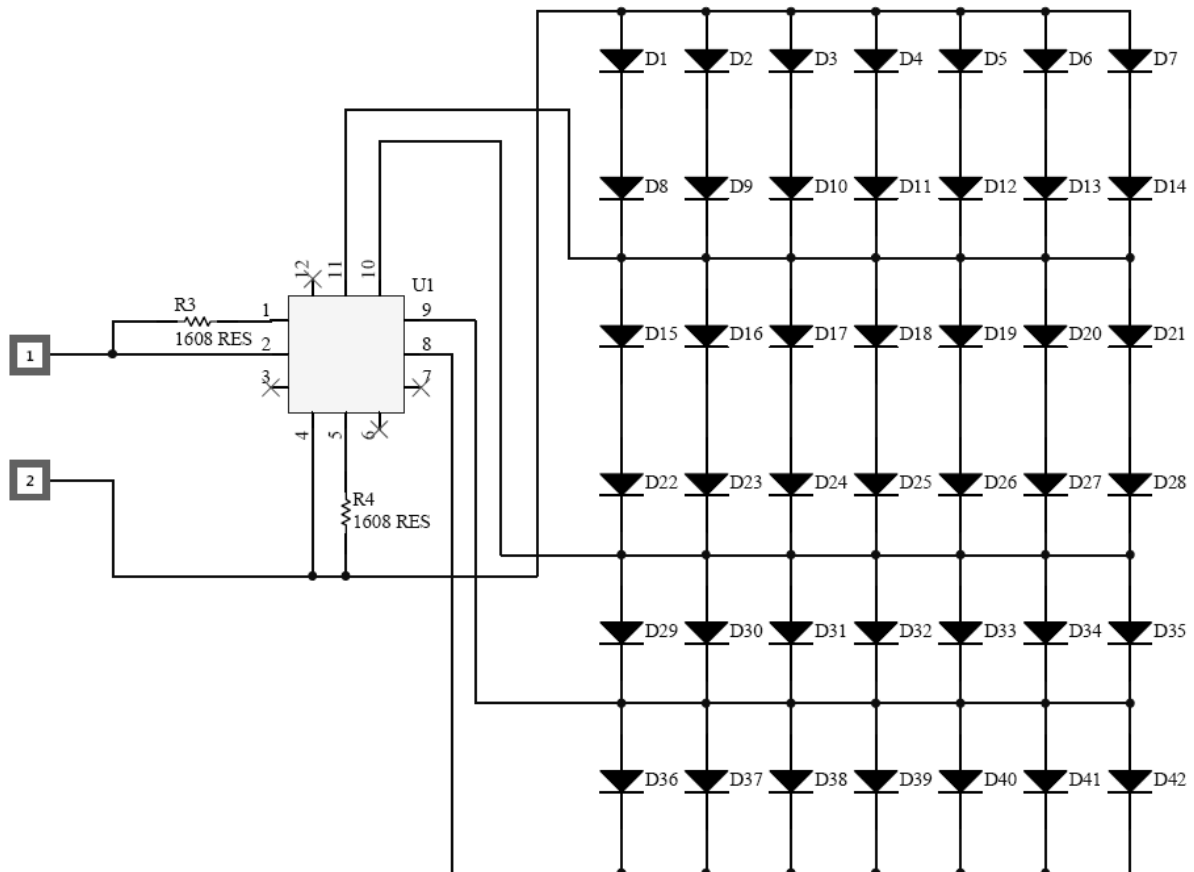 D1 D2 D3 D4 D5 D6 D7
D8 D9 D10 D11 D12 D13 D14
12 11 10
U1
R3
1608 RES
1 9
1
2 8
3 7
D15 D16 D17 D18 D19 D20 D21
4 5 6
2
D22 D23 D24 D25 D26 D27 D28
R4
1608 RES
D29 D30 D31 D32 D33 D34 D35
D36 D37 D38 D39 D40 D41 D42